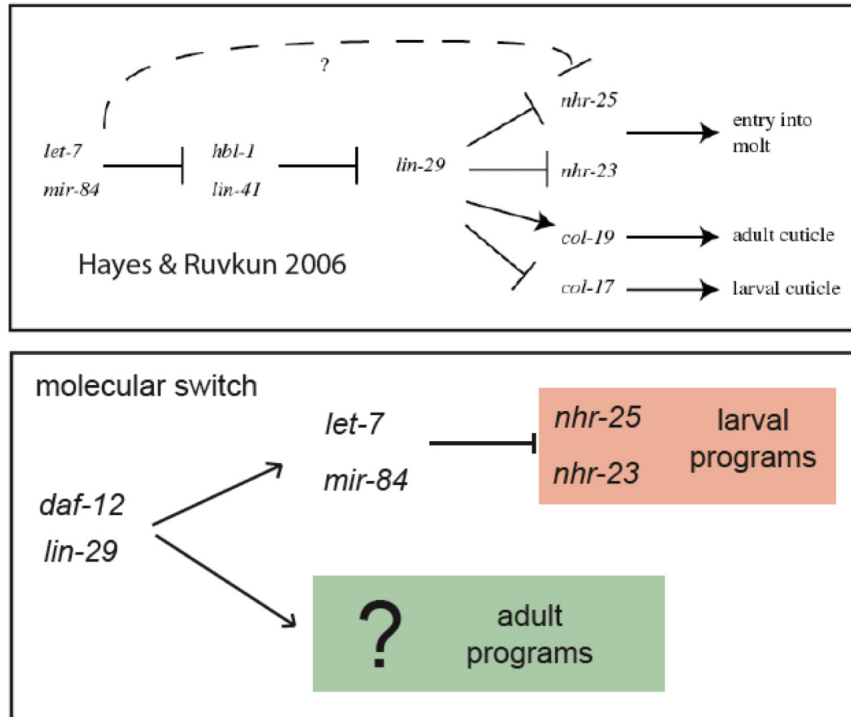 ?
nhr-25
entry into
molt
let-7
mir-84
hbl-1
lin-41
lin-29
nhr-23
col-19
adult cuticle
Hayes & Ruvkun 2006
col-17
larval cuticle
molecular switch
let-7
mir-84
nhr-25
nhr-23
larval
programs
daf-12
lin-29
?
adult
programs